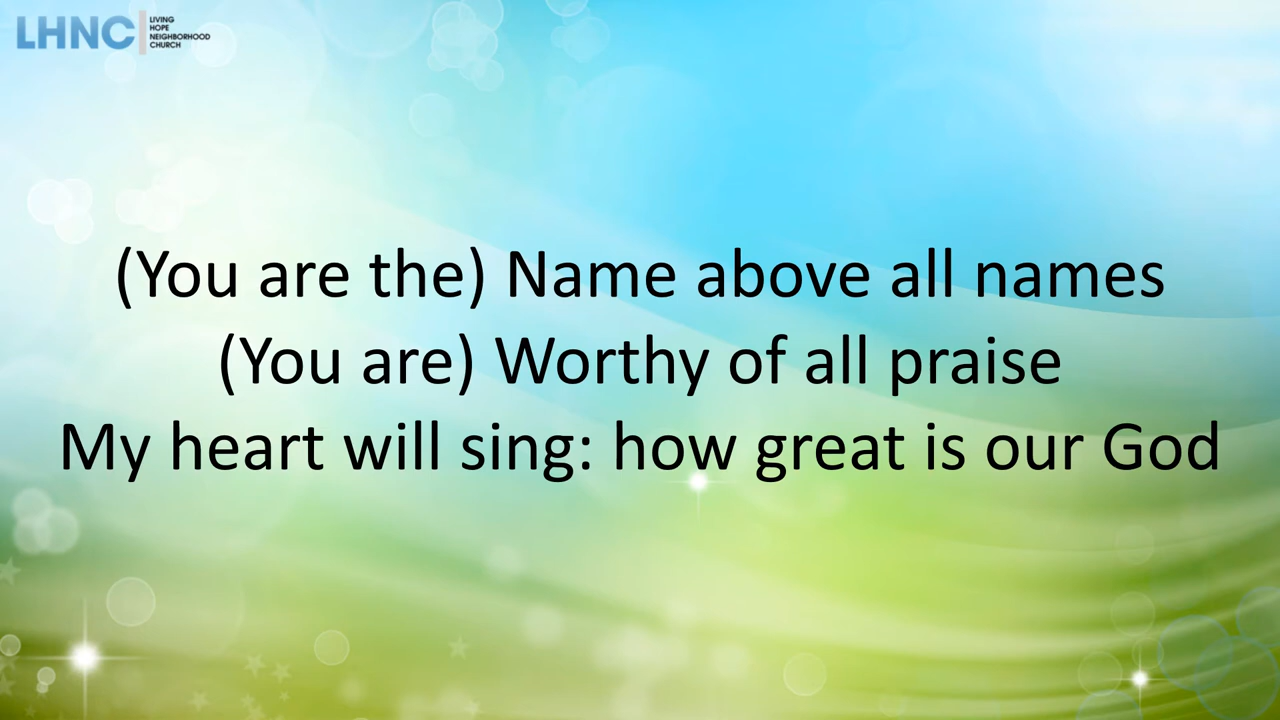 LHNC
LIVING
HOPE
NEIGHBORHOOD
CHURCH
(You are the) Name above all names
(You are) Worthy of all praise
My heart will sing: how great is our God